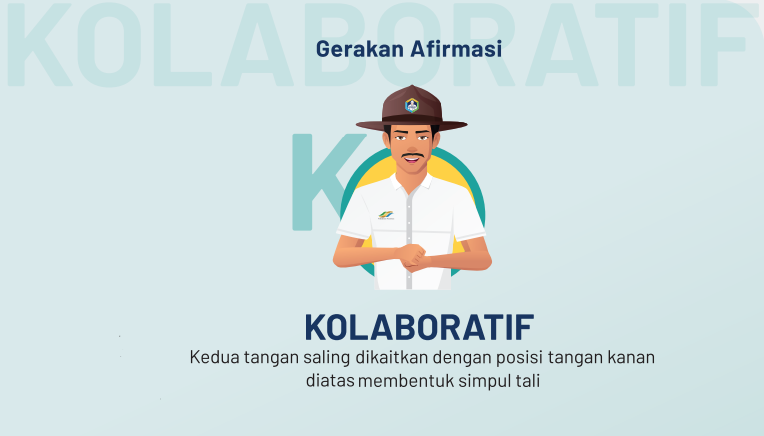 KOLABORATIF
Gerakan Afirmasi
K
KOLABORATIF
Kedua tangan saling dikaitkan dengan posisi tangan kanan
diatas membentuk simpul tali